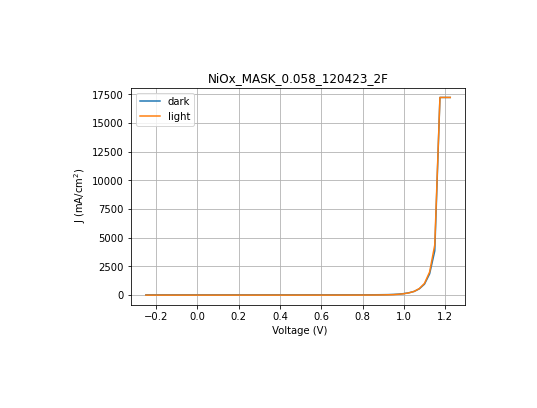 NiOx_MASK_0.058_120423_2F
dark
light
17500
15000
12500
10000
7500
5000
2500
0
J (mA/cm²)
−0.2 0.0 0.2 0.4 0.6 0.8 1.0 1.2
Voltage (V)